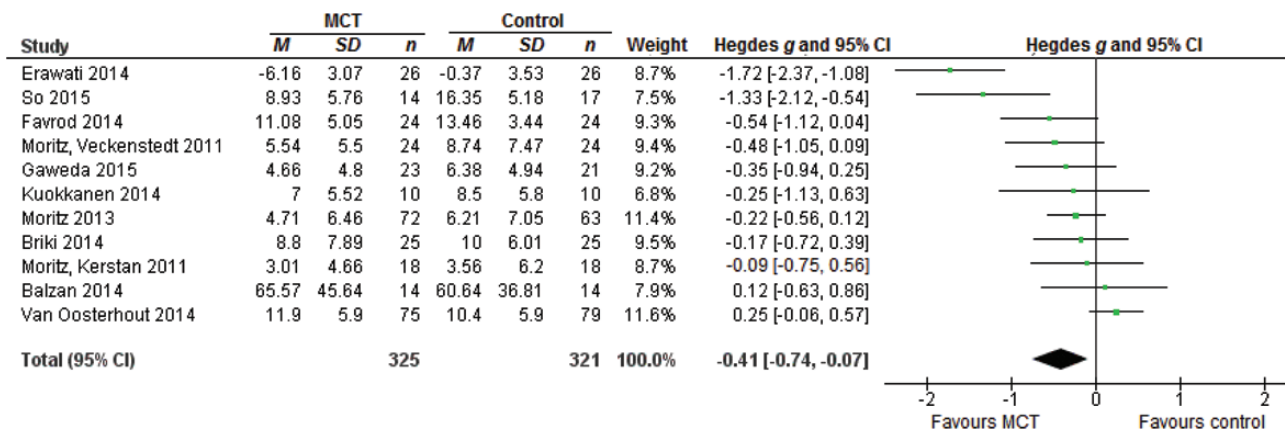 MCT Control
Study M SD n M SD n Weight Hegdes g and 95% CI Hegdes g and 95% CI
Erawati 2014 -6.16 3.07 26 -0.37 3.53 26 8.7% -1.72 [-2.37, -1.08]
So 2015 8.93 5.76 14 16.35 5.18 17 7.5% -1.33 [-2.12, -0.54]
Favrod 2014 11.08 5.05 24 13.46 3.44 24 9.3% -0.54 [-1.12, 0.04]
Moritz, Veckenstedt 2011 5.54 5.5 24 8.74 7.47 24 9.4% -0.48 [-1.05, 0.09]
Gaweda 2015 4.66 4.8 23 6.38 4.94 21 9.2% -0.35 [-0.94, 0.25]
Kuokkanen 2014 7 5.52 10 8.5 5.8 10 6.8% -0.25 [-1.13, 0.63]
Moritz 2013 4.71 6.46 72 6.21 7.05 63 11.4% -0.22 [-0.56, 0.12]
Briki 2014 8.8 7.89 25 10 6.01 25 9.5% -0.17 [-0.72, 0.39]
Moritz, Kerstan 2011 3.01 4.66 18 3.56 6.2 18 8.7% -0.09 [-0.75, 0.56]
Balzan 2014 65.57 45.64 14 60.64 36.81 14 7.9% 0.12 [-0.63, 0.86]
Van Oosterhout 2014 11.9 5.9 75 10.4 5.9 79 11.6% 0.25 [-0.06, 0.57]
Total (95% CI) 325 321 100.0% -0.41 [-0.74, -0.07]
-2 -1 0 1 2
Favours MCT Favours control